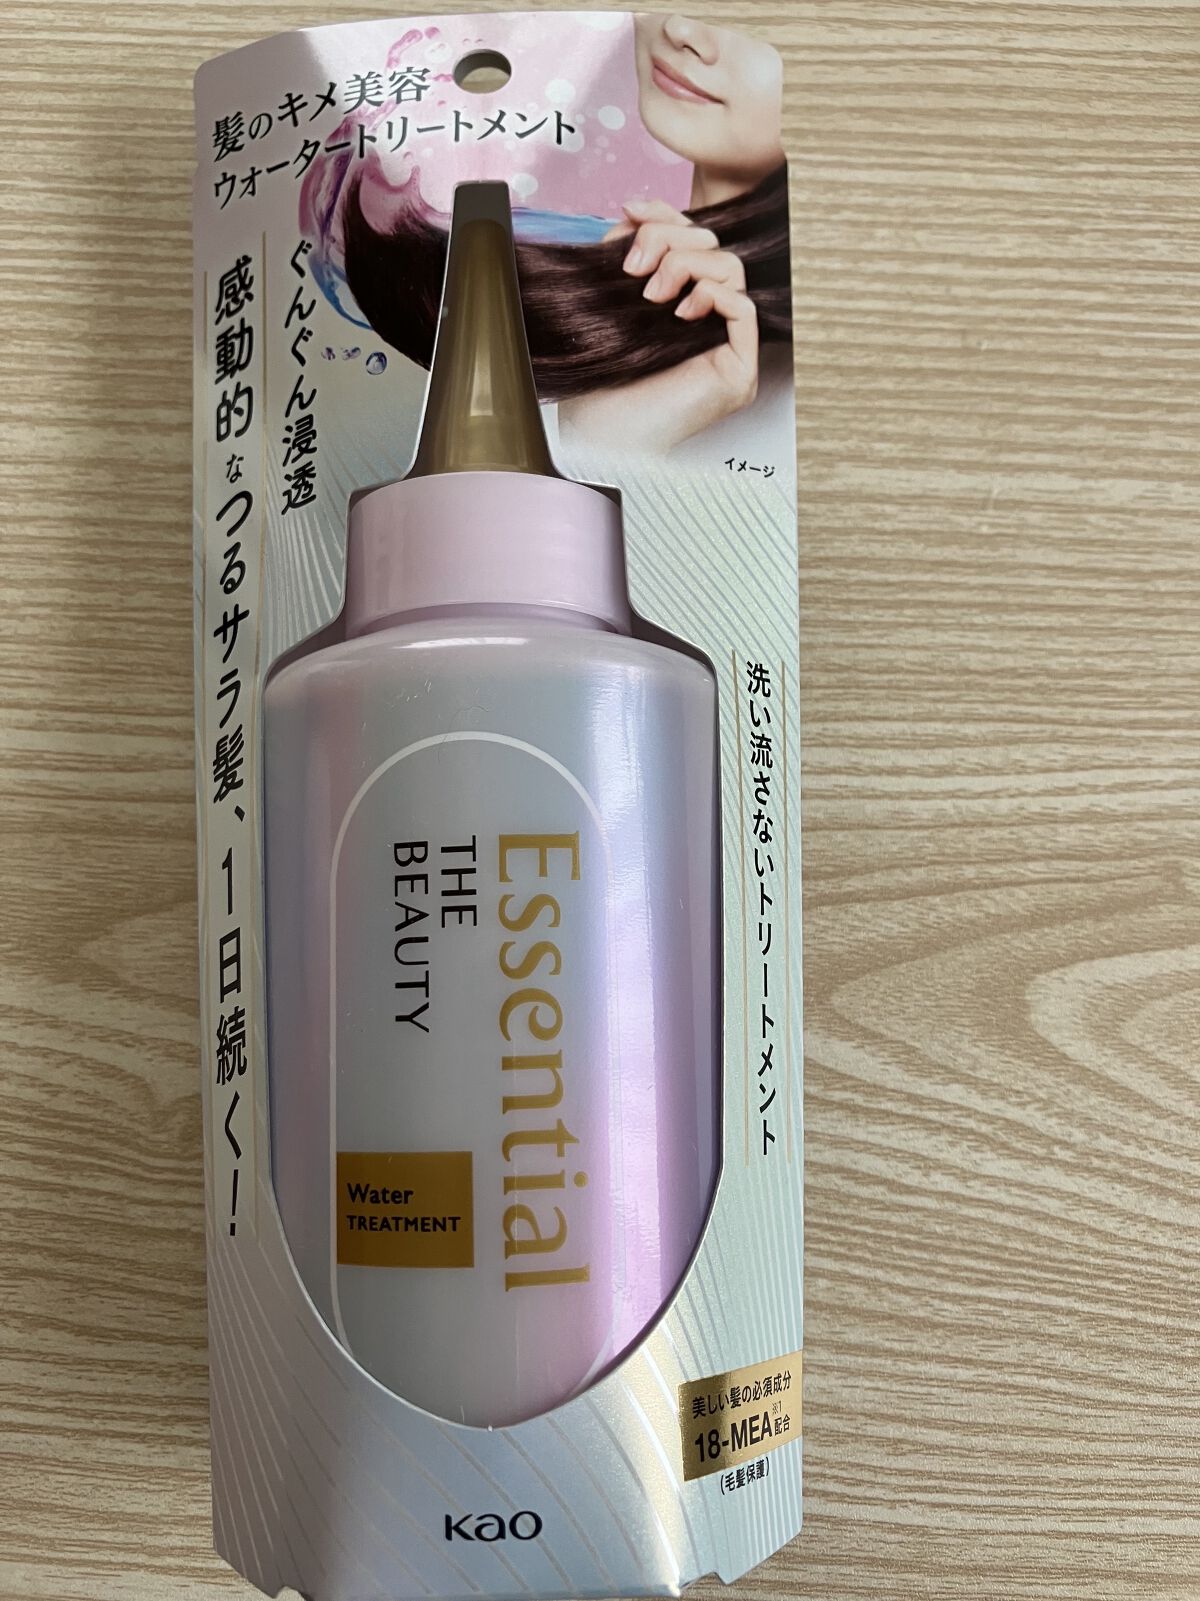 髪のキメ美容
ウォータートリートメント
ぐんぐん浸透
感動的なつるサラ髪、1日続く!
イメージ
洗い流さないトリートメント
Essential
THE
BEAUTY
Water
TREATMENT
美しい髪の必須成分
18-MEA※1配合
(毛髪保護)
Kao